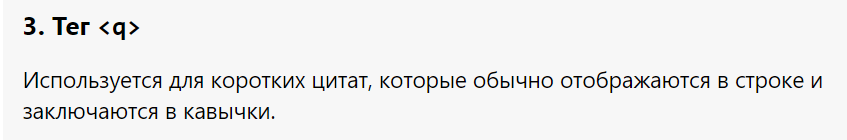 3. Тег <q>
Используется для коротких цитат, которые обычно отображаются в строке и
заключаются в кавычки.